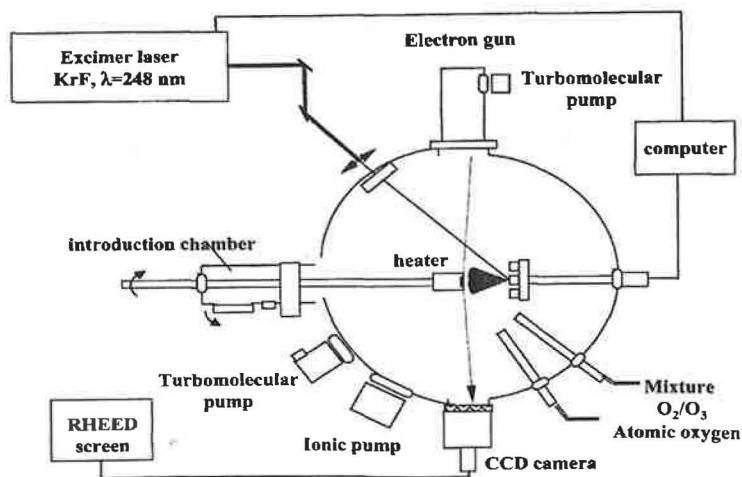 Excimer laser
KrF, λ=248 nm
Electron gun
Turbomolecular
pump
computer
introduction chamber
heater
Turbomolecular
pump
Ionic pump
Mixture
O₂/O₃
Atomic oxygen
RHEED
screen
CCD camera